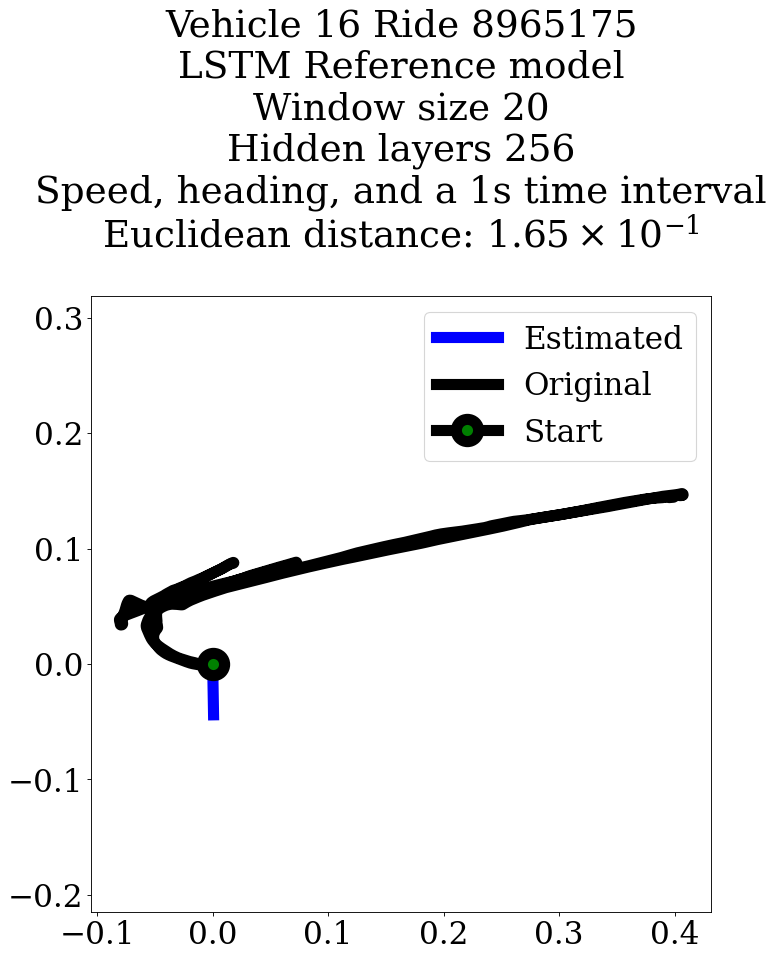 Vehicle 16 Ride 8965175
LSTM Reference model
Window size 20
Hidden layers 256
Speed, heading, and a 1s time interval
Euclidean distance: 1.65 × 10⁻¹
Estimated
Original
Start
0.3
0.2
0.1
0.0
−0.1
−0.2
−0.1 0.0 0.1 0.2 0.3 0.4